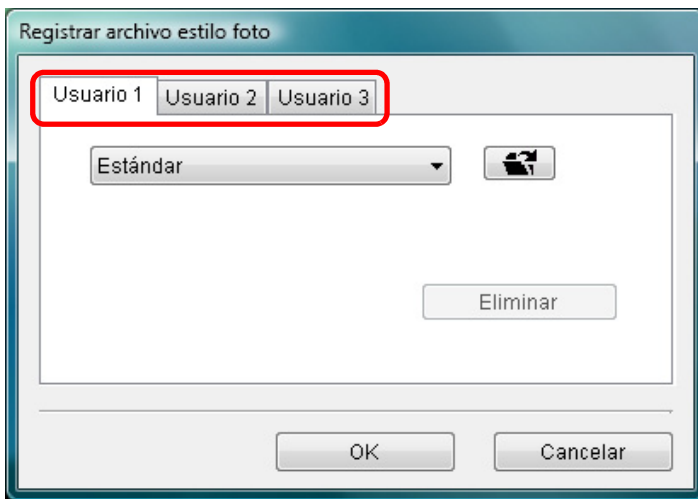 Registrar archivo estilo foto
Usuario 1 Usuario 2 Usuario 3
Estándar
Eliminar
OK Cancelar